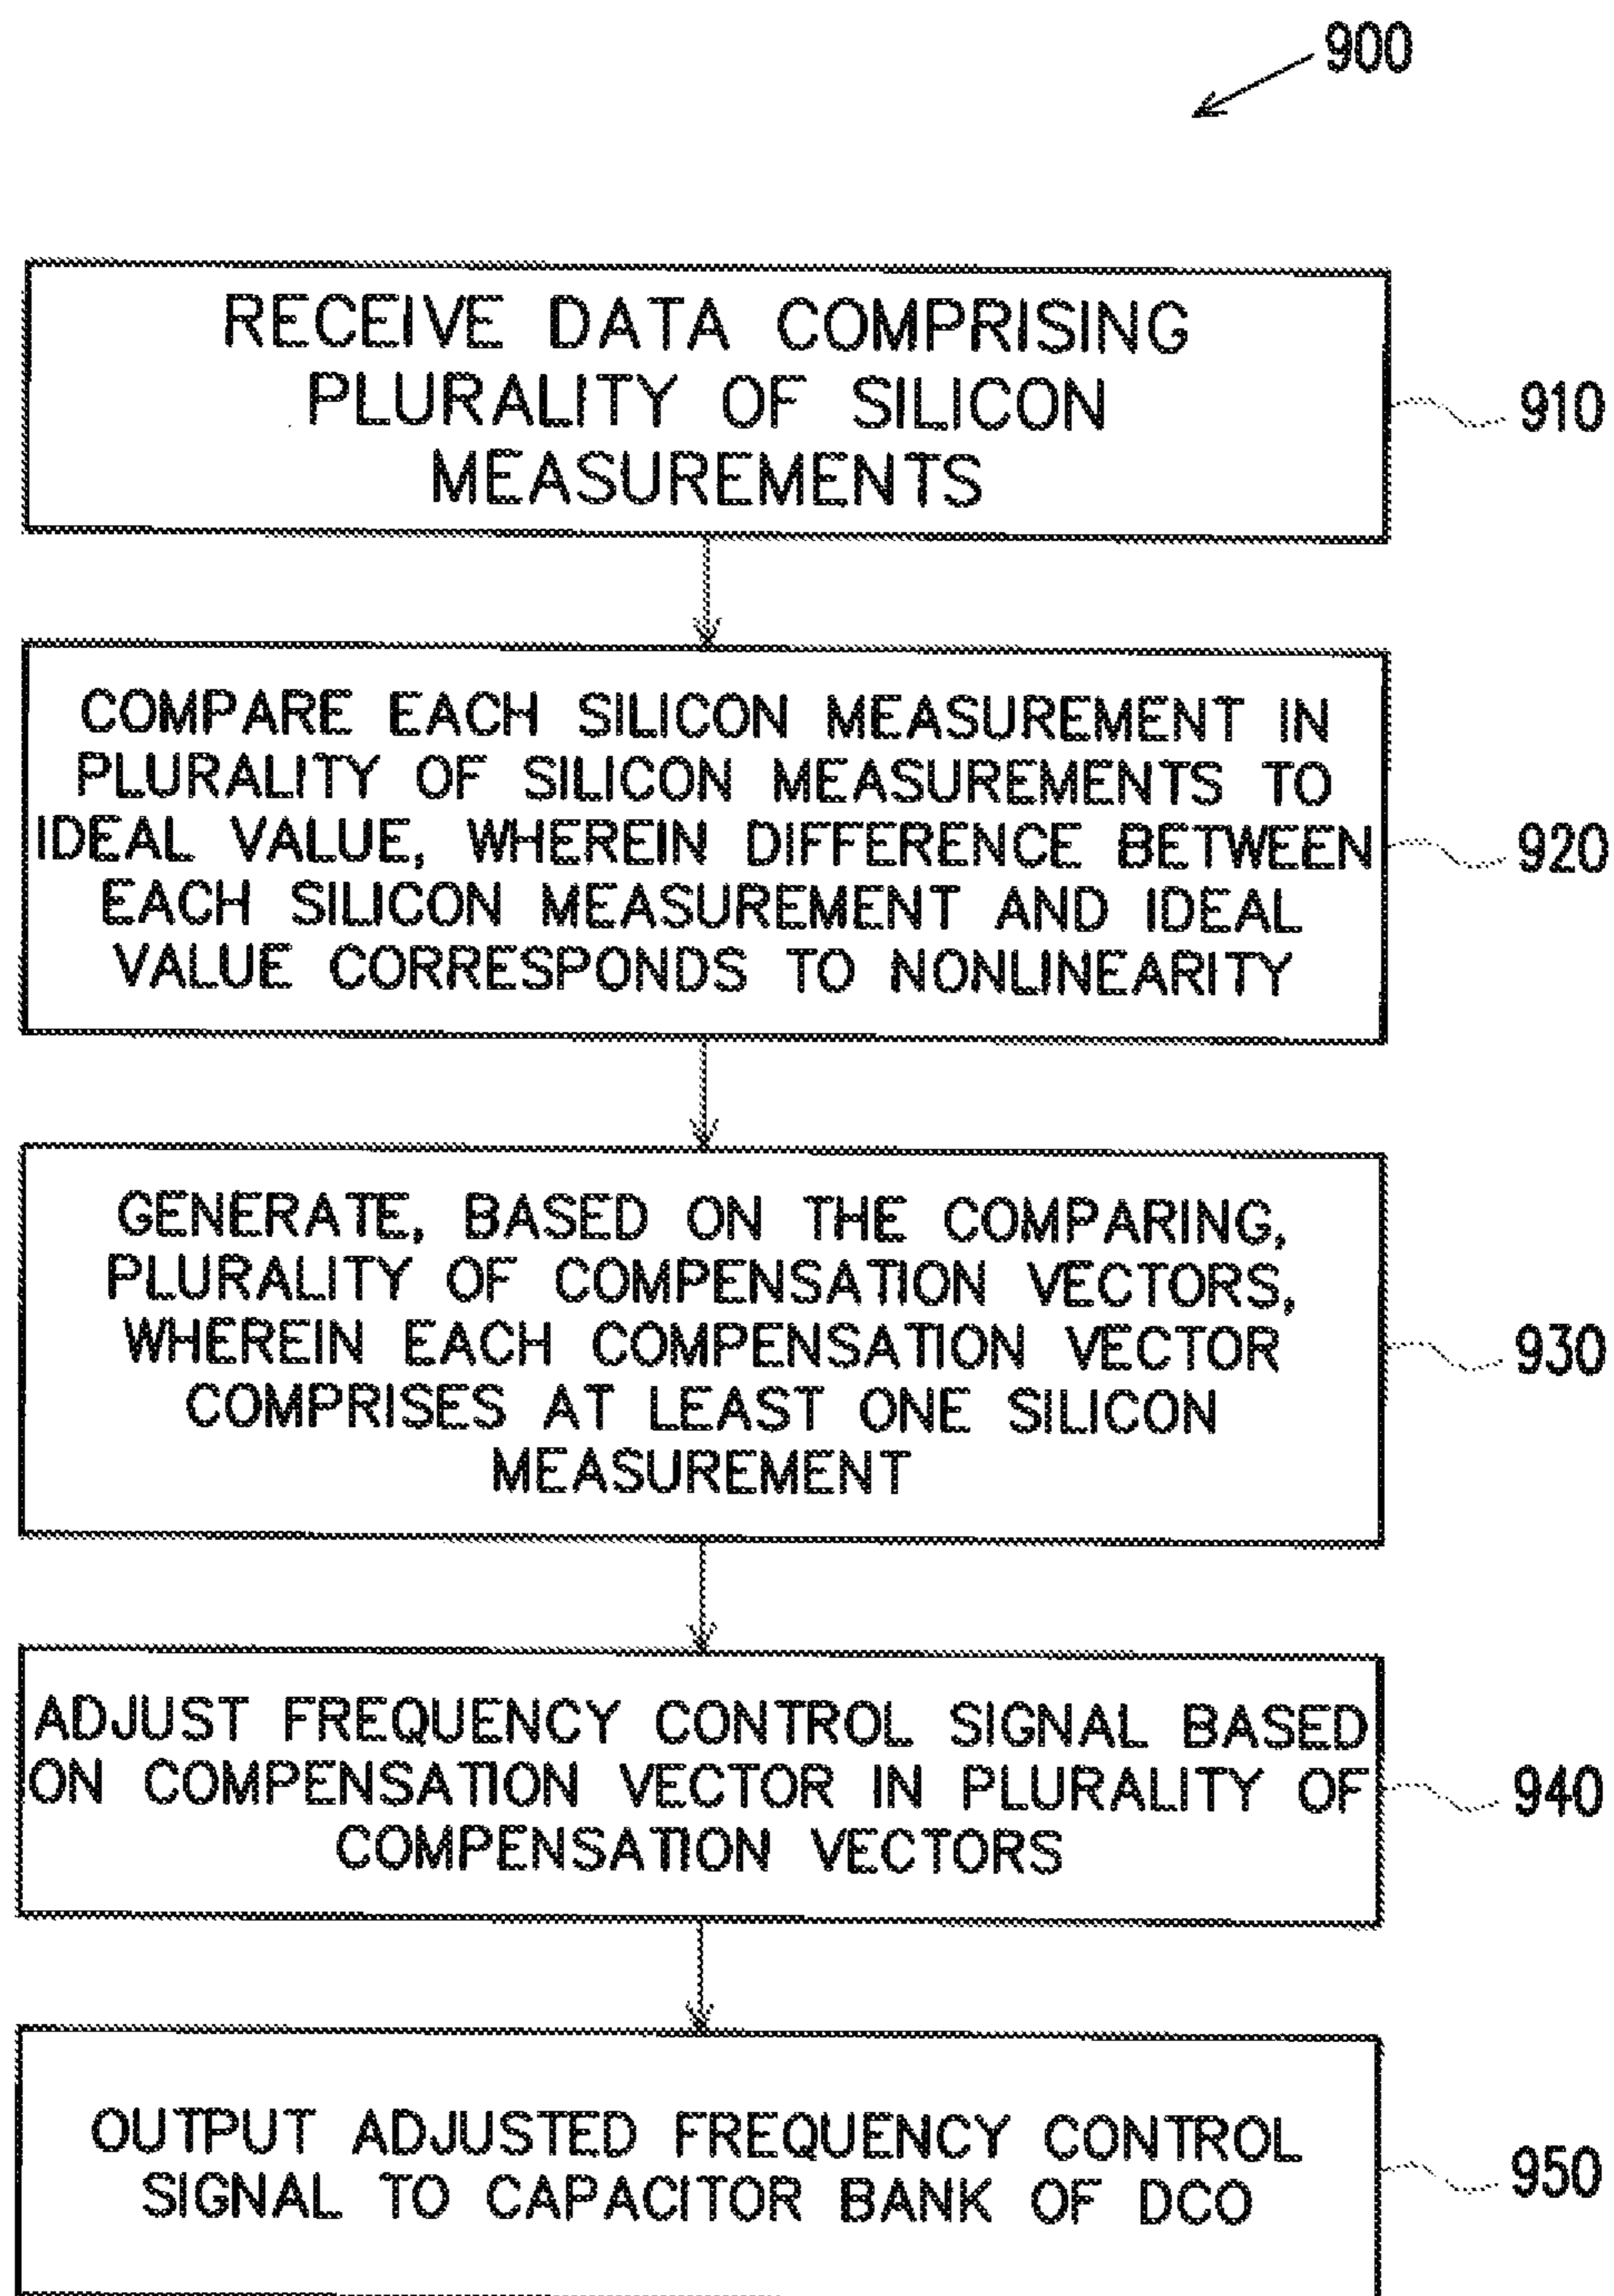 900
RECEIVE DATA COMPRISING
PLURALITY OF SILICON
MEASUREMENTS
910
COMPARE EACH SILICON MEASUREMENT IN
PLURALITY OF SILICON MEASUREMENTS TO
IDEAL VALUE, WHEREIN DIFFERENCE BETWEEN
EACH SILICON MEASUREMENT AND IDEAL
VALUE CORRESPONDS TO NONLINEARITY
920
GENERATE, BASED ON THE COMPARING,
PLURALITY OF COMPENSATION VECTORS,
WHEREIN EACH COMPENSATION VECTOR
COMPRISES AT LEAST ONE SILICON
MEASUREMENT
930
ADJUST FREQUENCY CONTROL SIGNAL BASED
ON COMPENSATION VECTOR IN PLURALITY OF
COMPENSATION VECTORS
940
OUTPUT ADJUSTED FREQUENCY CONTROL
SIGNAL TO CAPACITOR BANK OF DCO
950